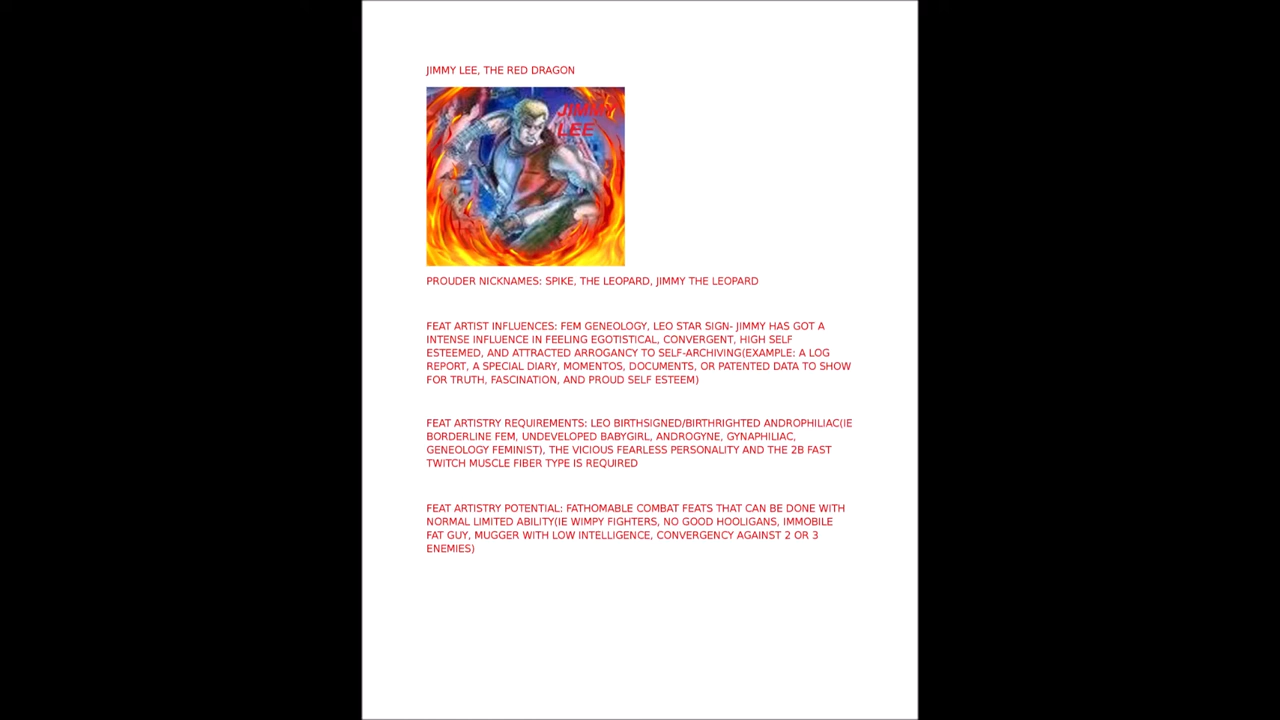 JIMMY LEE, THE RED DRAGON
JIMMY
LEE
PROUDER NICKNAMES: SPIKE, THE LEOPARD, JIMMY THE LEOPARD
FEAT ARTIST INFLUENCES: FEM GENEOLOGY, LEO STAR SIGN- JIMMY HAS GOT A
INTENSE INFLUENCE IN FEELING EGOTISTICAL, CONVERGENT, HIGH SELF
ESTEEMED, AND ATTRACTED ARROGANCY TO SELF-ARCHIVING(EXAMPLE: A LOG
REPORT, A SPECIAL DIARY, MOMENTOS, DOCUMENTS, OR PATENTED DATA TO SHOW
FOR TRUTH, FASCINATION, AND PROUD SELF ESTEEM)
FEAT ARTISTRY REQUIREMENTS: LEO BIRTHSIGNED/BIRTHRIGHTED ANDROPHILIAC(IE
BORDERLINE FEM, UNDEVELOPED BABYGIRL, ANDROGYNE, GYNAPHILIAC,
GENEOLOGY FEMINIST), THE VICIOUS FEARLESS PERSONALITY AND THE 2B FAST
TWITCH MUSCLE FIBER TYPE IS REQUIRED
FEAT ARTISTRY POTENTIAL: FATHOMABLE COMBAT FEATS THAT CAN BE DONE WITH
NORMAL LIMITED ABILITY(IE WIMPY FIGHTERS, NO GOOD HOOLIGANS, IMMOBILE
FAT GUY, MUGGER WITH LOW INTELLIGENCE, CONVERGENCY AGAINST 2 OR 3
ENEMIES)